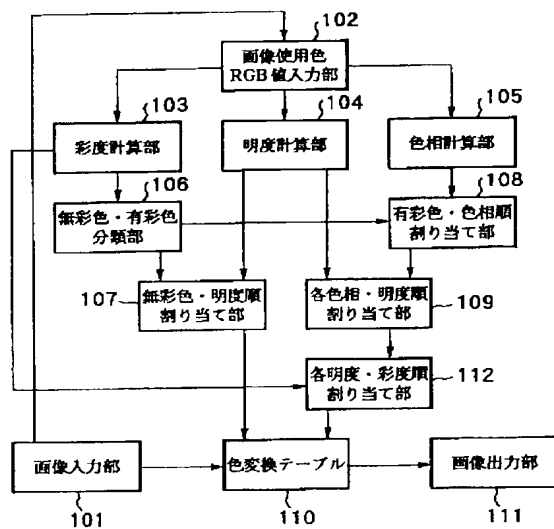 102
画像使用色
RGB値入力部
103
104
105
彩度計算部
明度計算部
色相計算部
106
108
無彩色・有彩色
分類部
有彩色・色相順
割り当て部
107
無彩色・明度順
割り当て部
各色相・明度順
割り当て部
109
各明度・彩度順
割り当て部
112
画像入力部
色変換テーブル
画像出力部
101
110
111